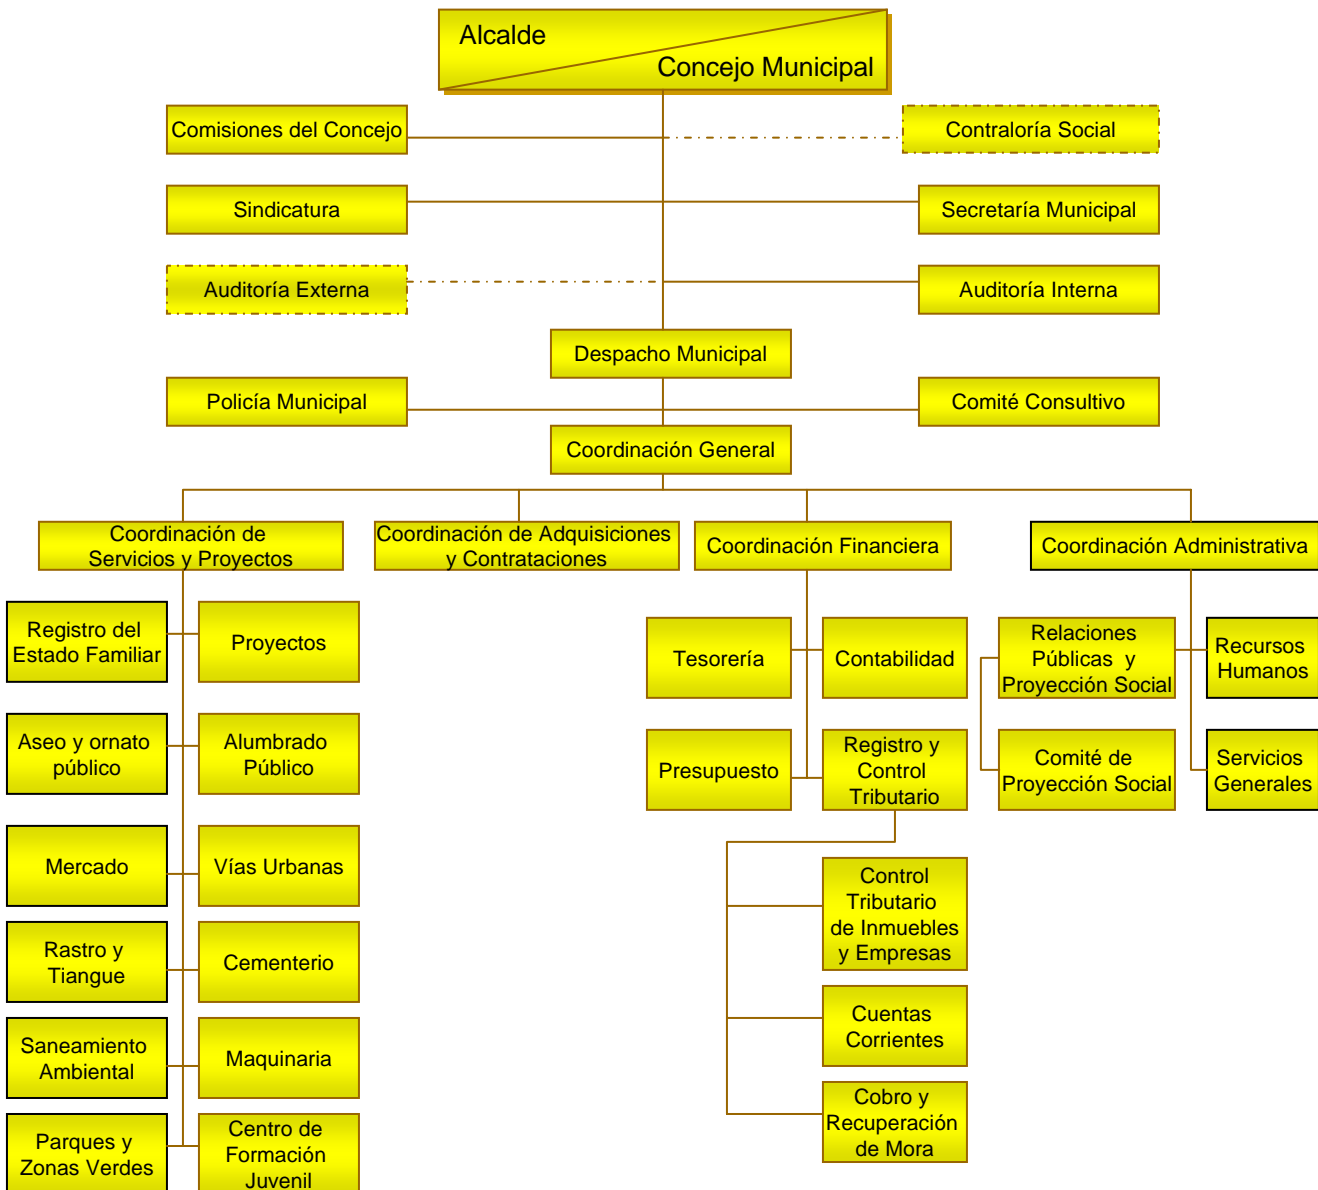 Alcalde
Concejo Municipal
Comisiones del Concejo
Contraloría Social
Sindicatura
Secretaría Municipal
Auditoría Externa
Auditoría Interna
Despacho Municipal
Policía Municipal
Comité Consultivo
Coordinación General
Coordinación de
Servicios y Proyectos
Coordinación de Adquisiciones
y Contrataciones
Coordinación Financiera
Coordinación Administrativa
Registro del
Estado Familiar
Proyectos
Tesorería
Contabilidad
Relaciones
Públicas y
Proyección Social
Recursos
Humanos
Aseo y ornato
público
Alumbrado
Público
Presupuesto
Registro y
Control
Tributario
Comité de
Proyección Social
Servicios
Generales
Mercado
Vías Urbanas
Control
Tributario
de Inmuebles
y Empresas
Rastro y
Tiangue
Cementerio
Cuentas
Corrientes
Saneamiento
Ambiental
Maquinaria
Cobro y
Recuperación
de Mora
Parques y
Zonas Verdes
Centro de
Formación
Juvenil